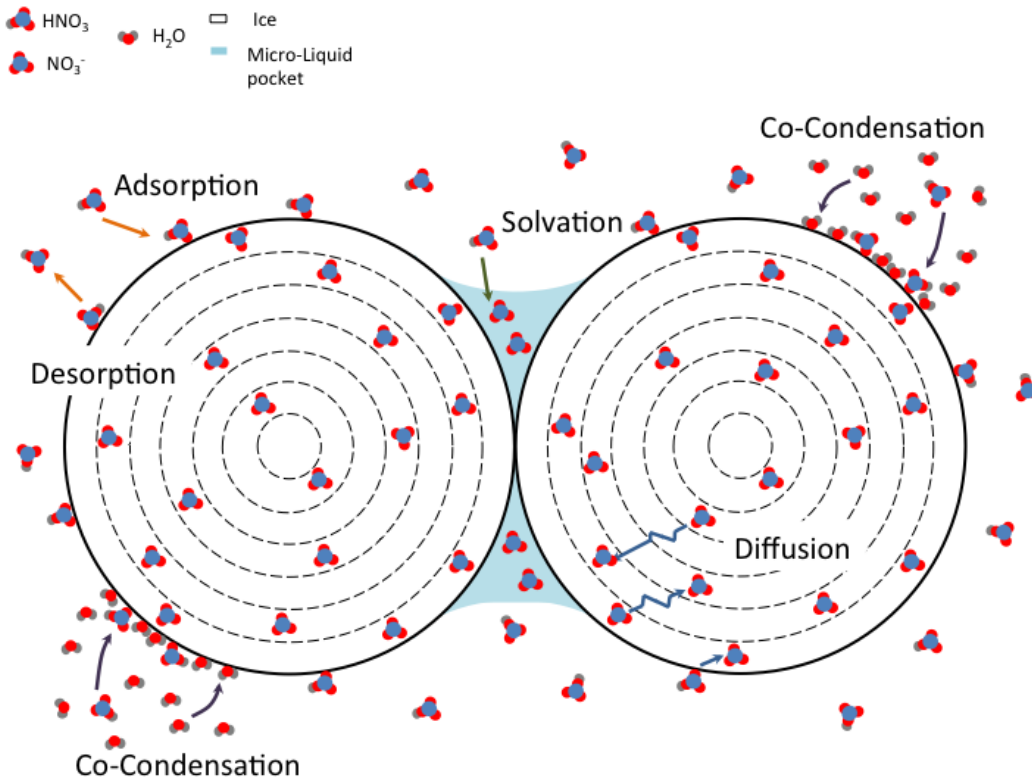 HNO₃
H₂O
NO₃⁻
Ice
Micro-Liquid
pocket
Co-Condensation
Adsorption
Solvation
Desorption
Diffusion
Co-Condensation